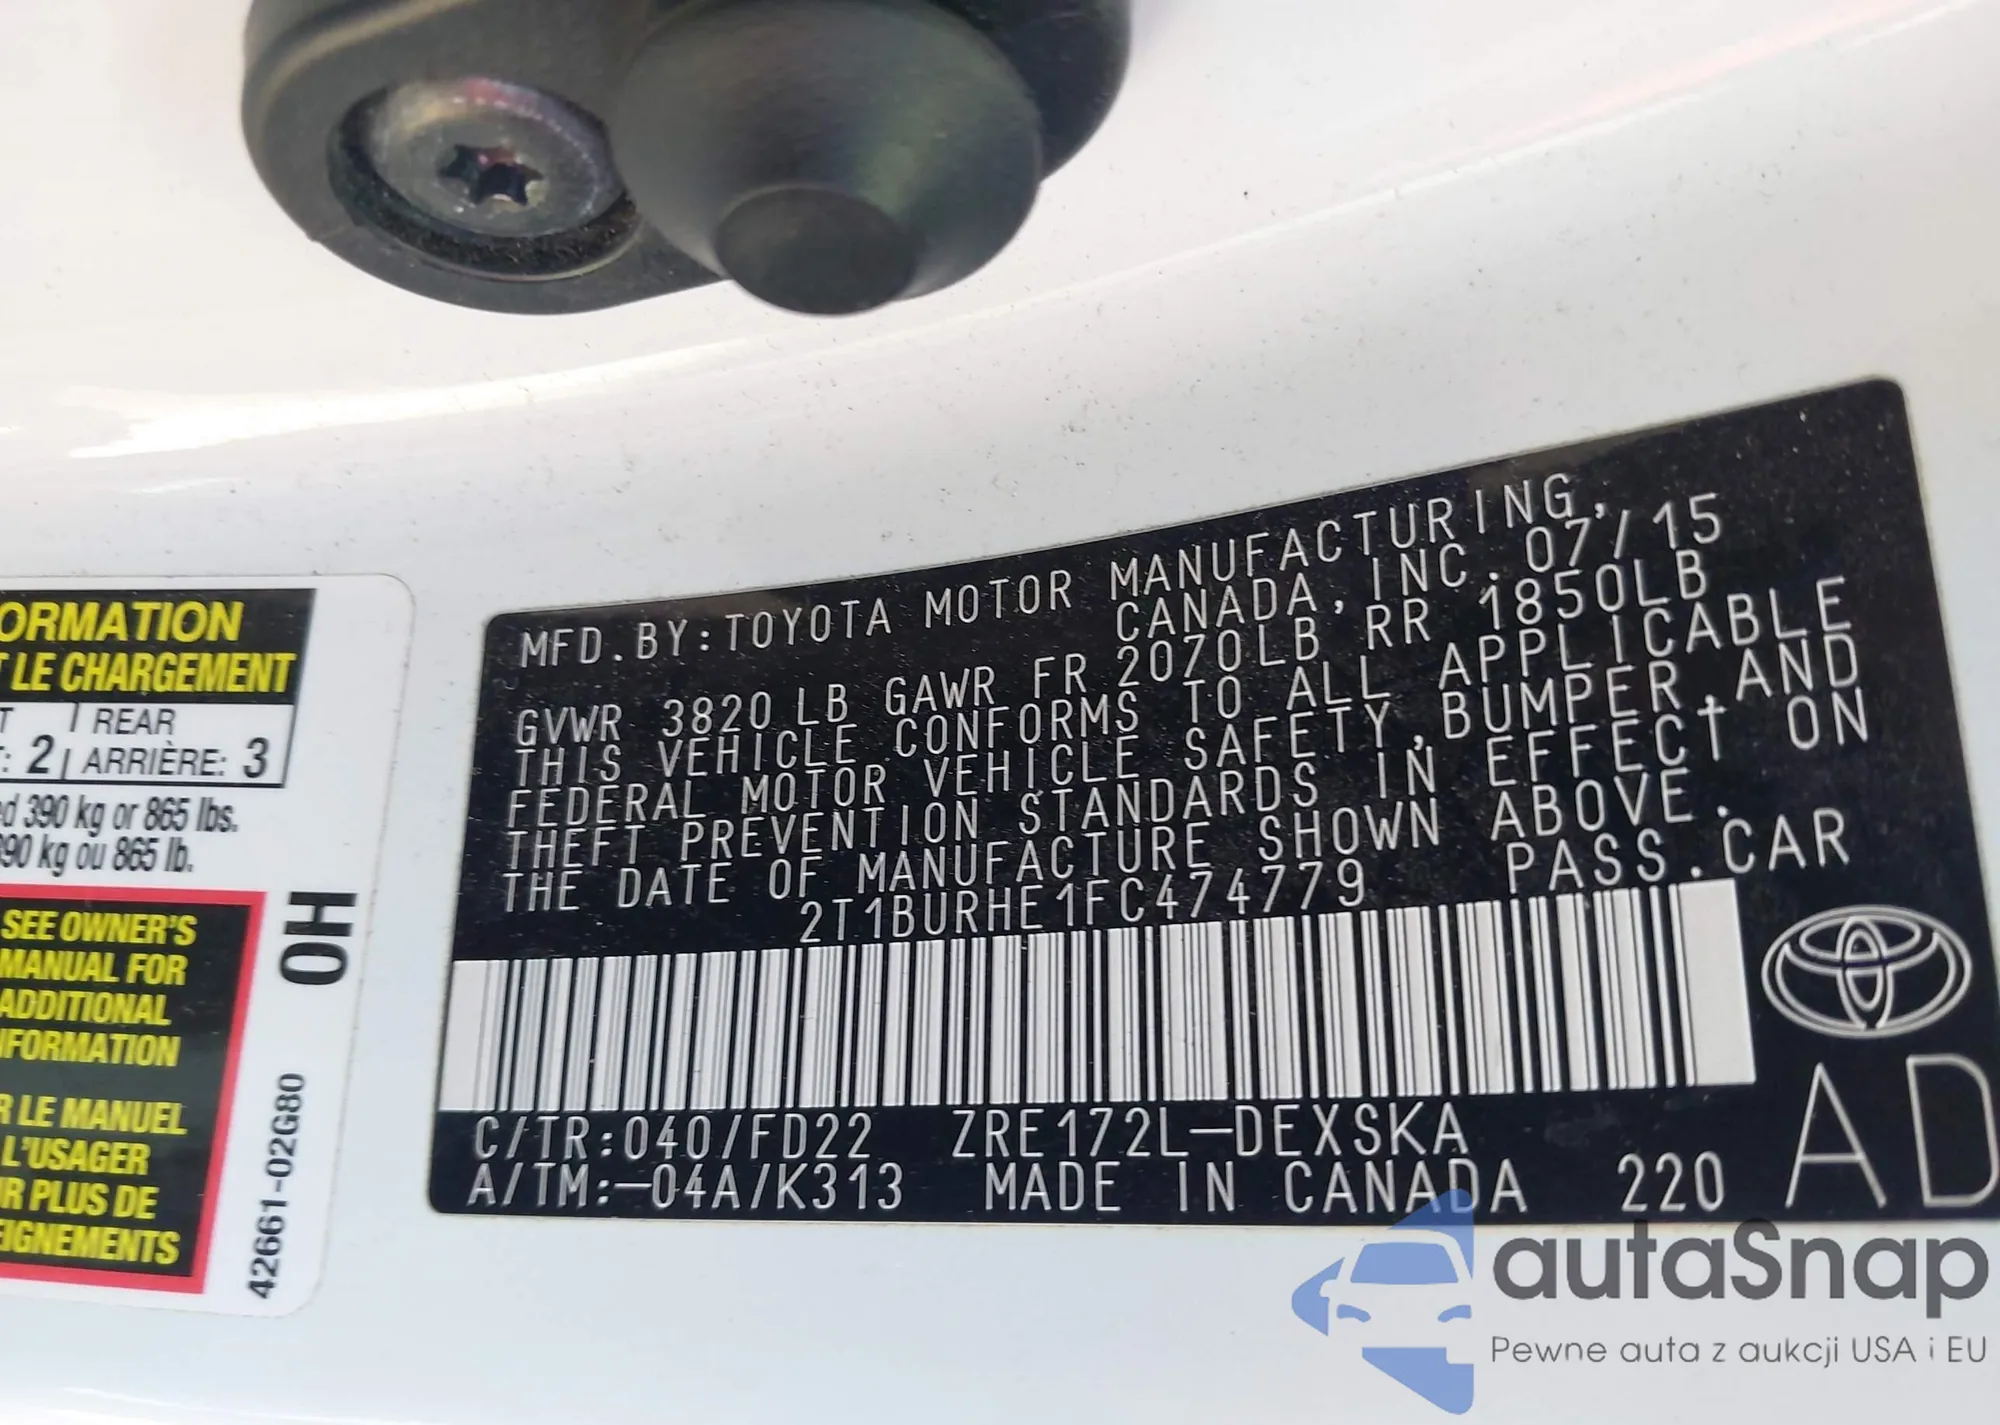 ORMATION
T LE CHARGEMENT
T | REAR
: 2 | ARRIÈRE: 3
d 390 kg or 865 lbs.
390 kg ou 865 lb.
SEE OWNER'S
MANUAL FOR
ADDITIONAL
NFORMATION
R LE MANUEL
L'USAGER
R PLUS DE
EIGNEMENTS
0H
42661-02G80
MFD.BY:TOYOTA MOTOR MANUFACTURING,
CANADA, INC. 07/15
GVWR 3820 LB GAWR FR 2070LB RR 1850LB
THIS VEHICLE CONFORMS TO ALL APPLICABLE
FEDERAL MOTOR VEHICLE SAFETY,BUMPER,AND
THEFT PREVENTION STANDARDS IN EFFECT ON
THE DATE OF MANUFACTURE SHOWN ABOVE.
2T1BURHE1FC474779 PASS.CAR
C/TR:040/FD22 ZRE172L-DEXSKA
A/TM:-04A/K313 MADE IN CANADA 220
AD
autaSnap
Pewne auta z aukcji USA i EU